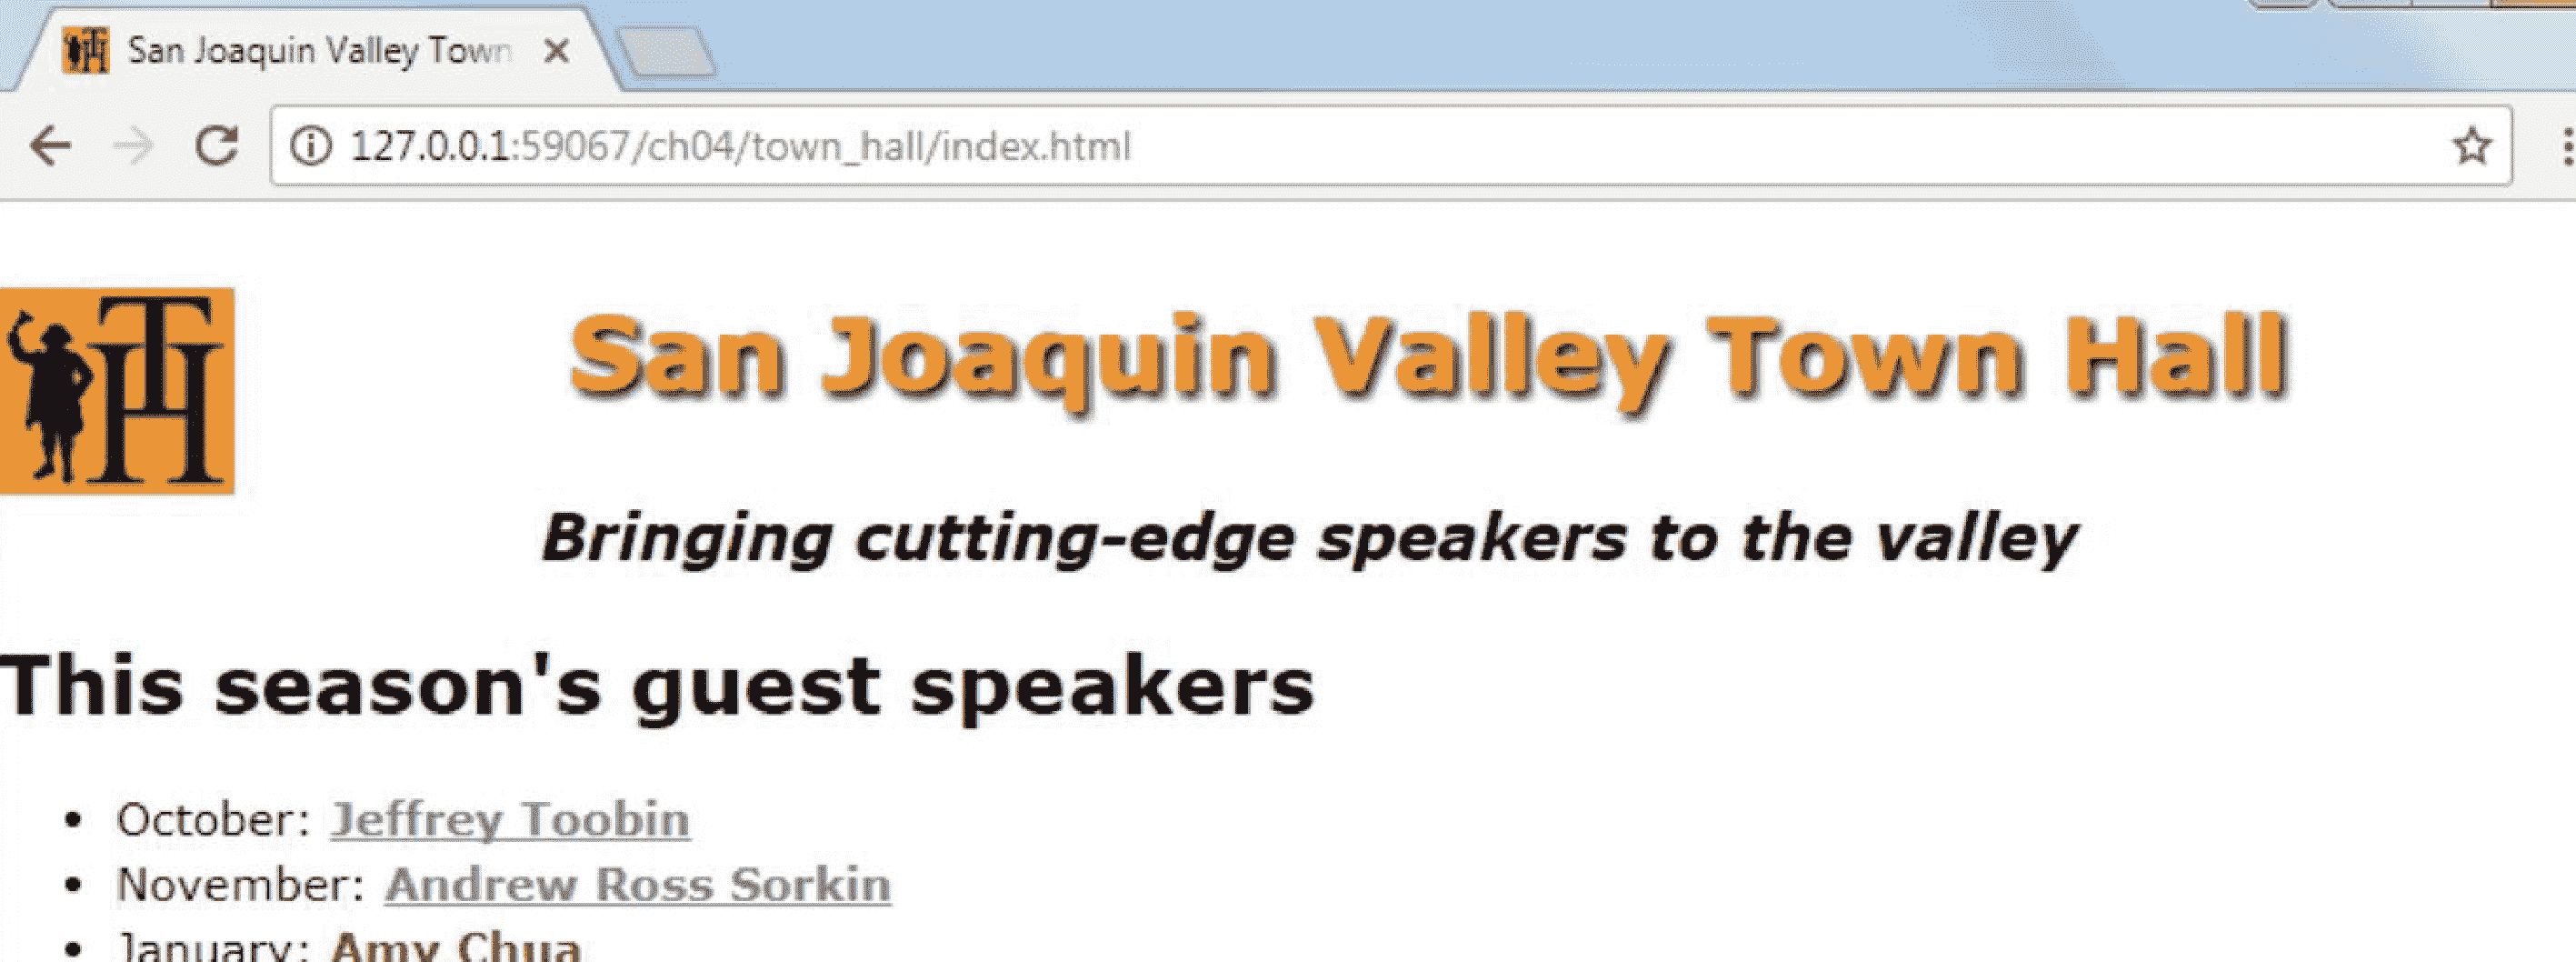 San Joaquin Valley Town
127.0.0.1:59067/ch04/town_hall/index.html
TH
San Joaquin Valley Town Hall
Bringing cutting-edge speakers to the valley
This season's guest speakers
• October: Jeffrey Toobin
• November: Andrew Ross Sorkin
• January: Amy Chua